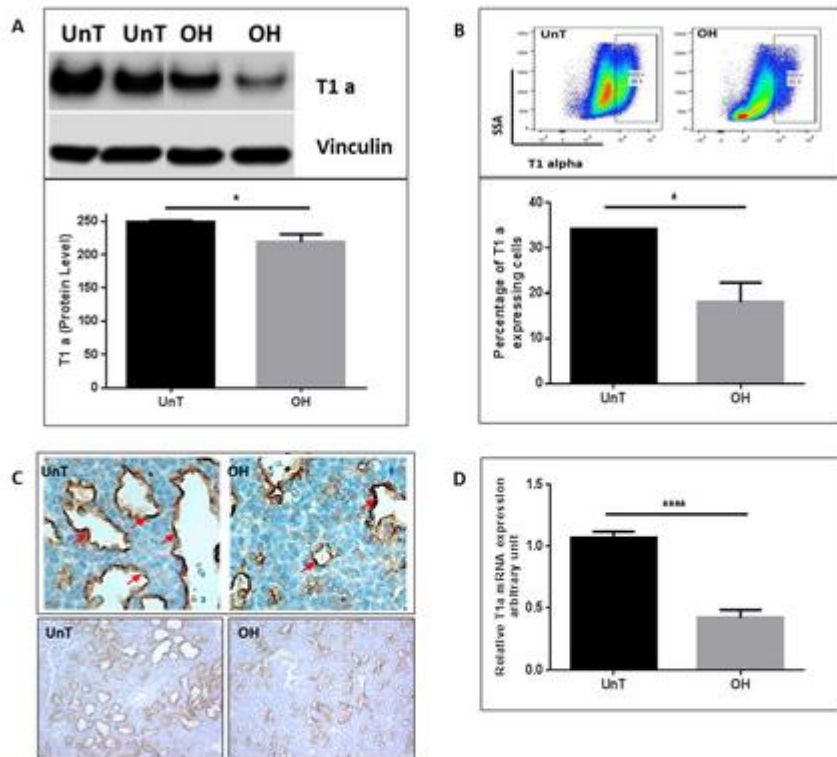 A
UnT UnT OH OH
T1 a
Vinculin
T1 a (Protein Level)
250
200
150
100
50
0
*
UnT
OH
B
UnT
OH
SSA
T1 alpha
Percentage of T1 a
expressing cells
40
30
20
10
0
*
UnT
OH
C
UnT
OH
UnT
OH
D
Relative T1a mRNA expression
arbitrary unit
1.5
1.0
0.5
0.0
****
UnT
OH